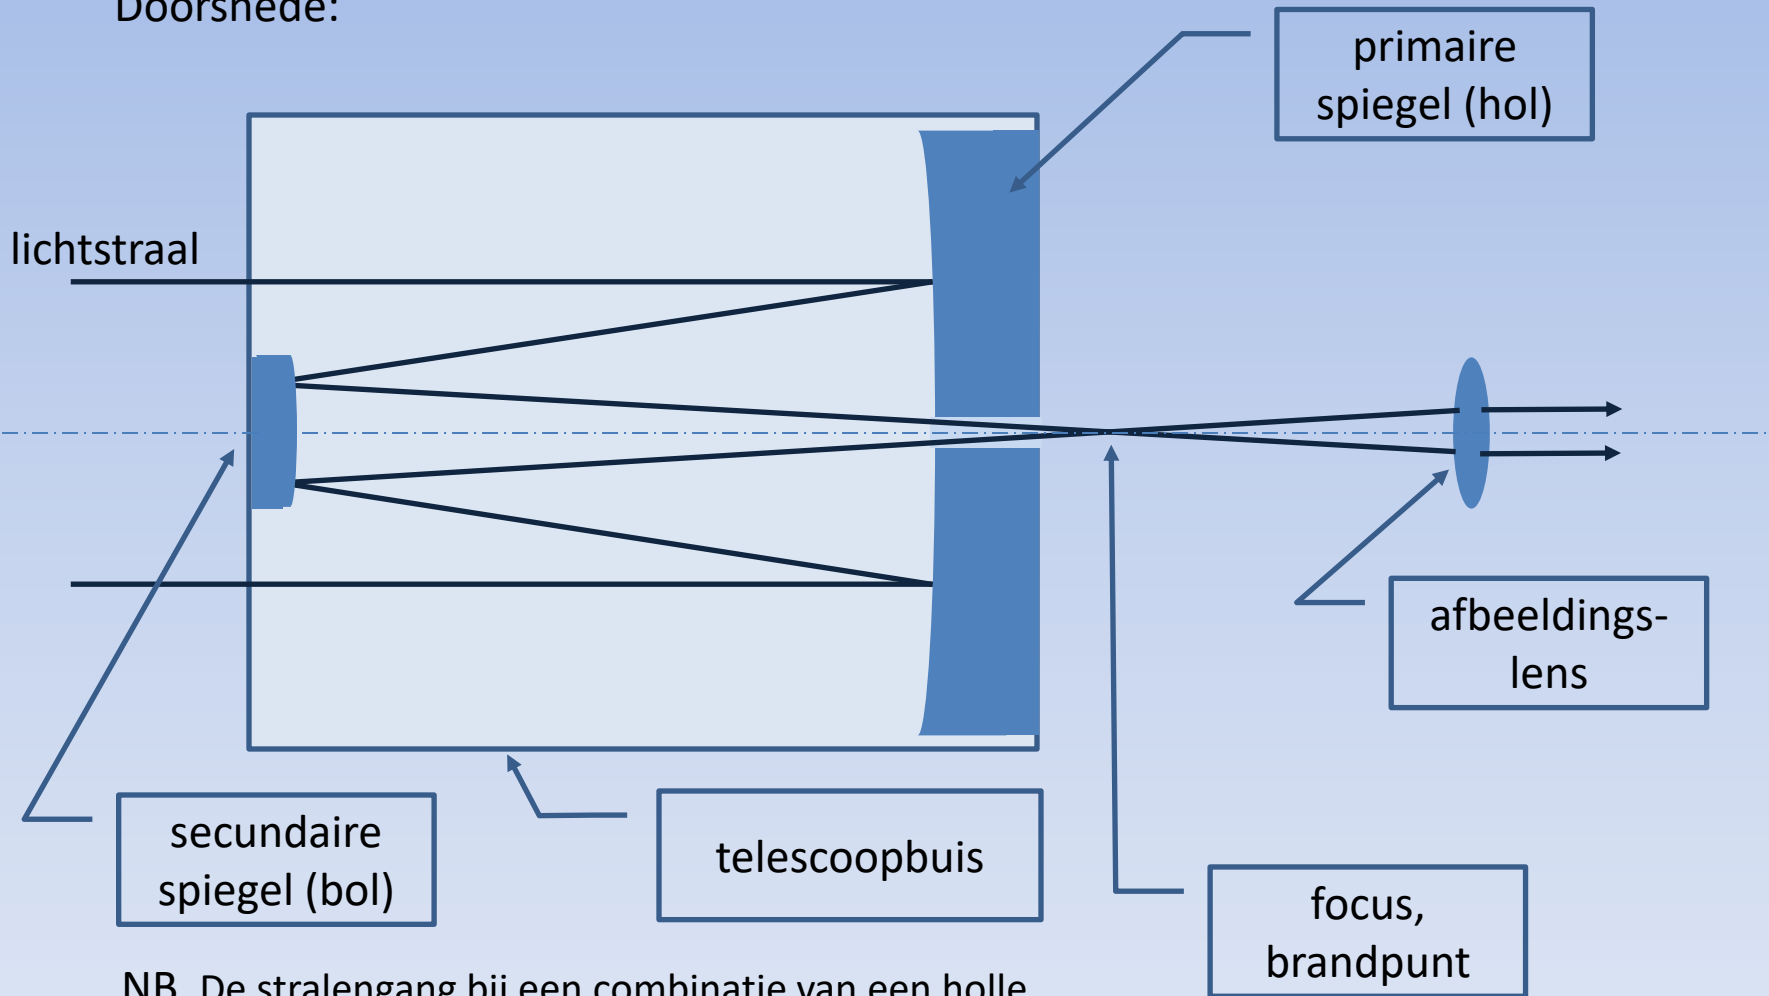 Doorsnede:
primaire
spiegel (hol)
lichtstraal
afbeeldings-
lens
secundaire
spiegel (bol)
telescoopbuis
focus,
brandpunt
NB. De stralengang bij een combinatie van een holle